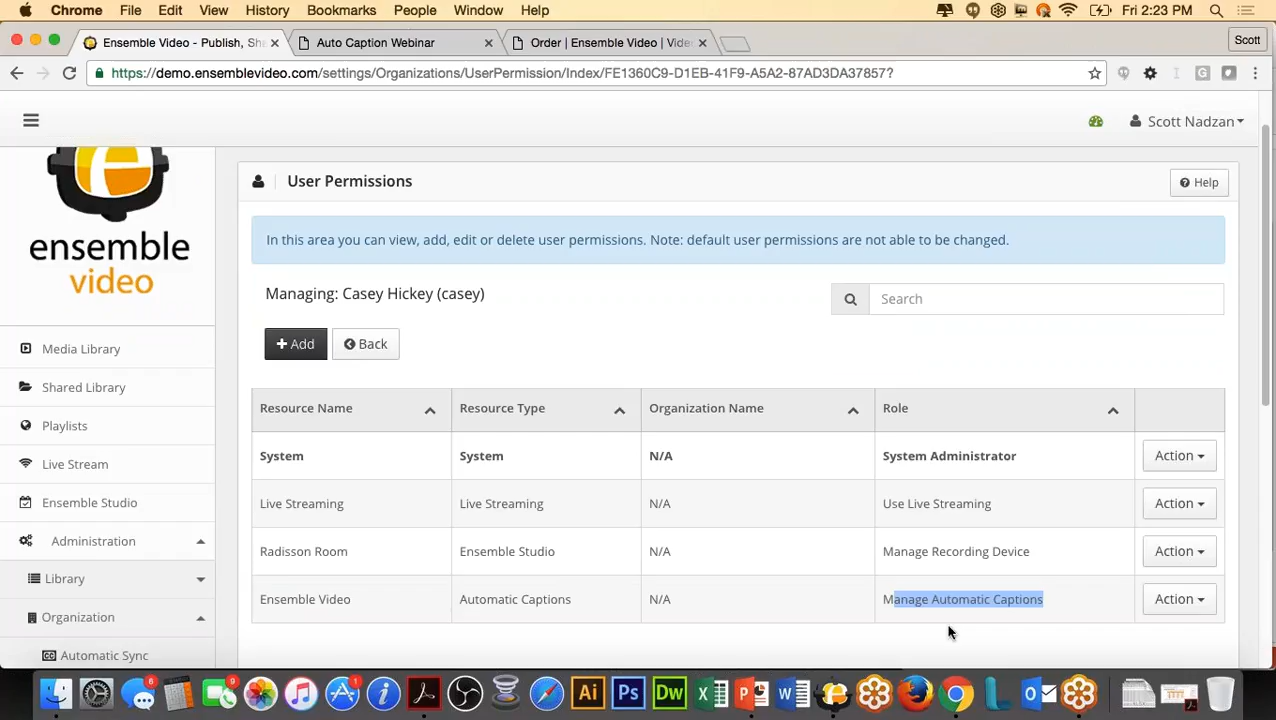 Chrome File Edit View History Bookmarks People Window Help Fri 2:23 PM
Ensemble Video - Publish, Sh Auto Caption Webinar Order | Ensemble Video | Vide Scott
https://demo.ensemblevideo.com/settings/Organizations/UserPermission/Index/FE1360C9-D1EB-41F9-A5A2-87AD3DA37857?
Scott Nadzan
ensemble
video
Media Library
Shared Library
Playlists
Live Stream
Ensemble Studio
Administration
Library
Organization
CC Automatic Sync
User Permissions
Help
In this area you can view, add, edit or delete user permissions. Note: default user permissions are not able to be changed.
Managing: Casey Hickey (casey) Search
+ Add Back
Resource Name Resource Type Organization Name Role
System System N/A System Administrator Action
Live Streaming Live Streaming N/A Use Live Streaming Action
Radisson Room Ensemble Studio N/A Manage Recording Device Action
Ensemble Video Automatic Captions N/A Manage Automatic Captions Action
Ai Ps Dw